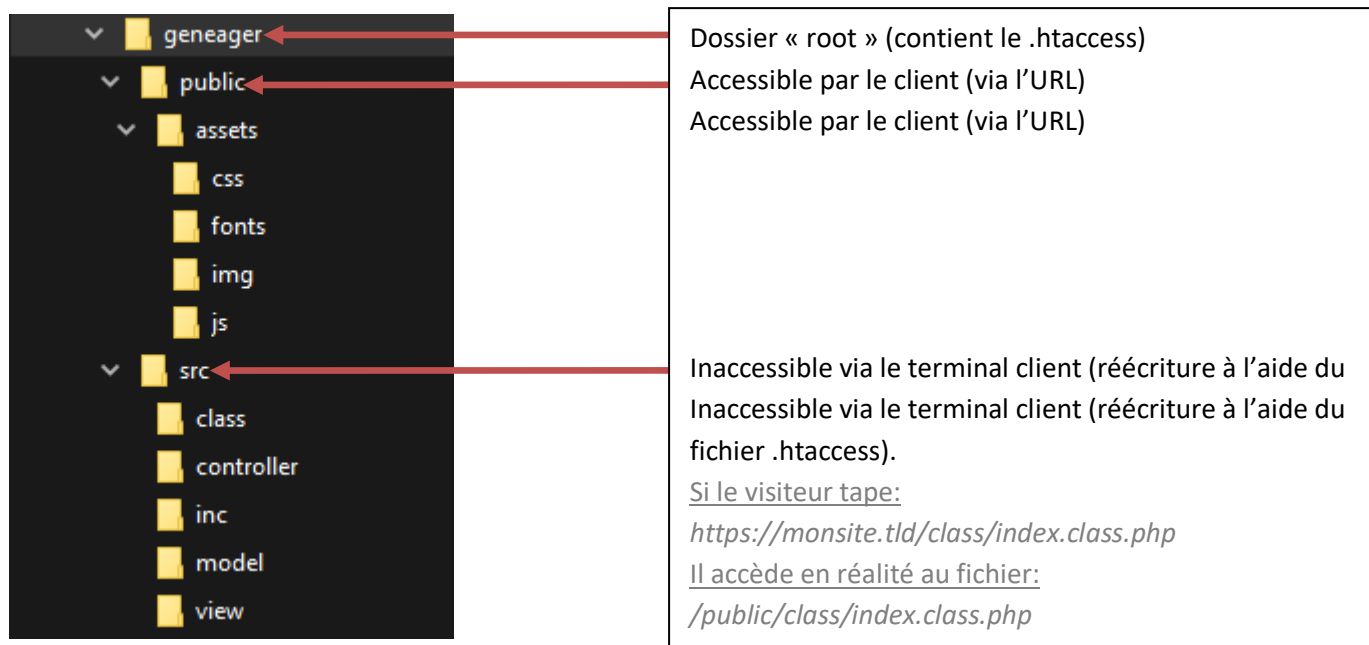 geneager
public
assets
css
fonts
img
js
src
class
controller
inc
model
view
Dossier « root » (contient le .htaccess)
Accessible par le client (via l’URL)
Accessible par le client (via l’URL)
Inaccessible via le terminal client (réécriture à l’aide du
Inaccessible via le terminal client (réécriture à l’aide du
fichier .htaccess).
Si le visiteur tape:
https://monsite.tld/class/index.class.php
Il accède en réalité au fichier:
/public/class/index.class.php